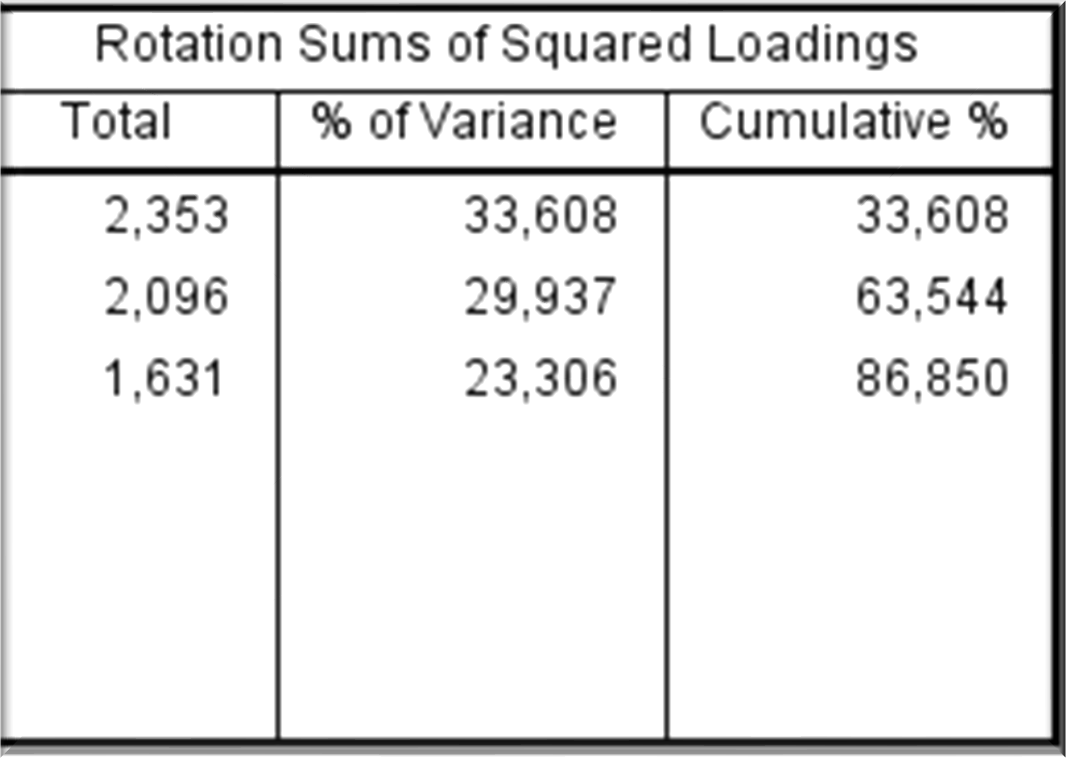 Rotation Sums of Squared Loadings
Total % of Variance Cumulative %
2,353 33,608 33,608
2,096 29,937 63,544
1,631 23,306 86,850